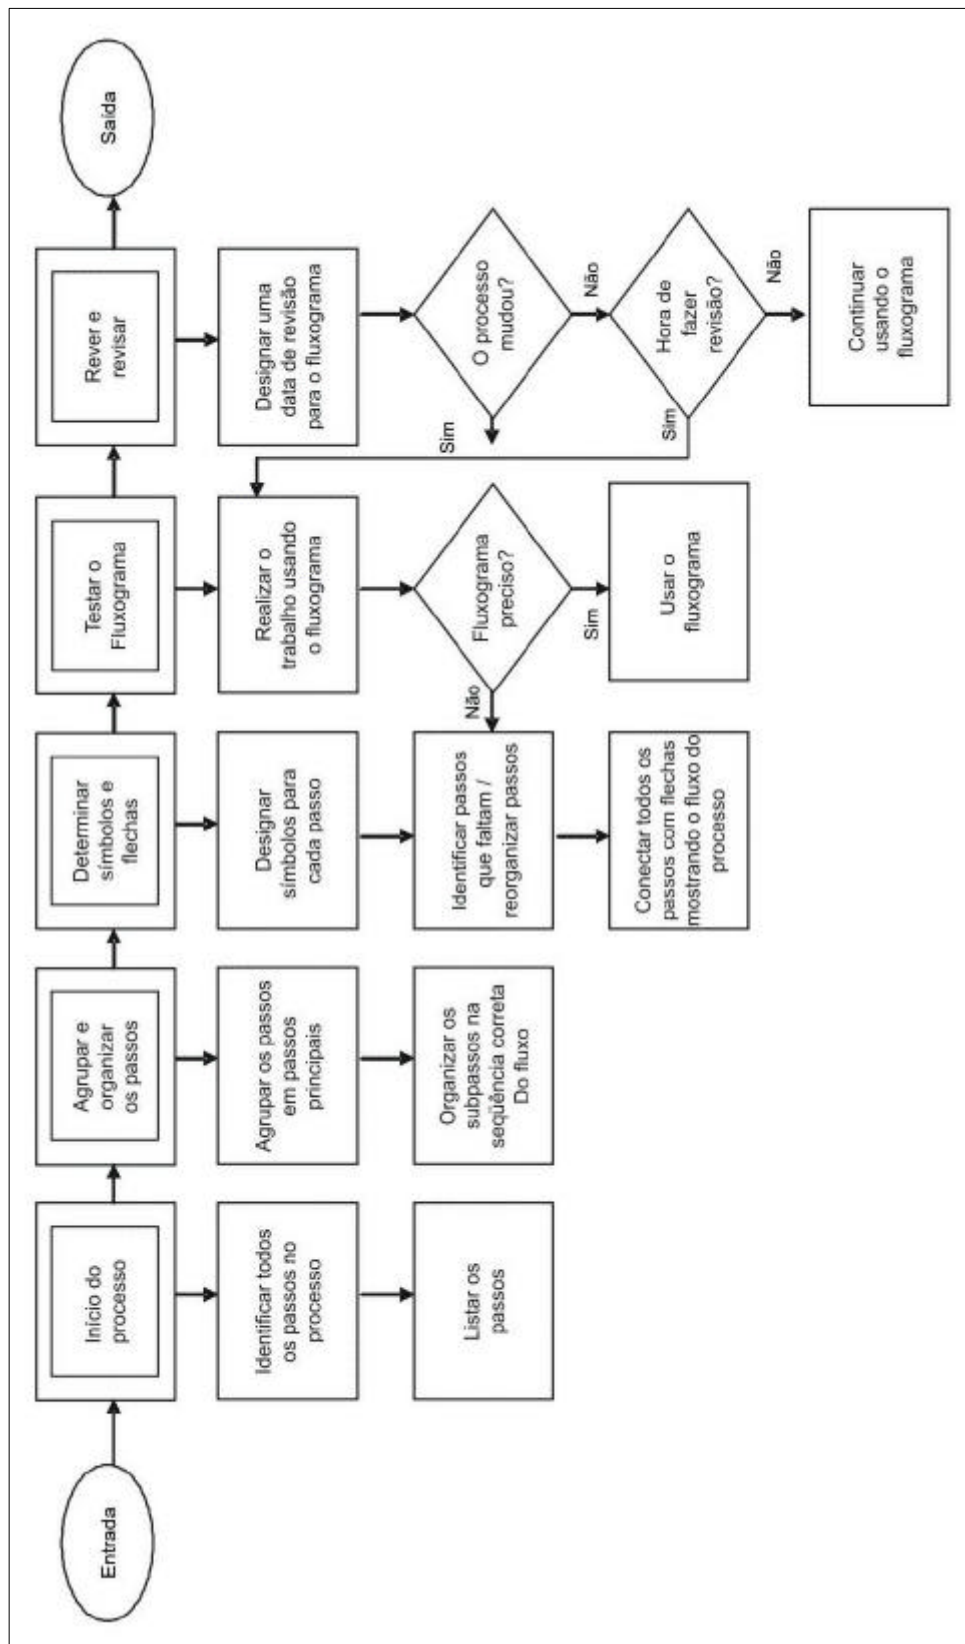 Entrada
Início do
processo
Agrupar e
organizar
os passos
Determinar
símbolos e
flechas
Testar o
Fluxograma
Rever e
revisar
Saída
Identificar todos
os passos no
processo
Agrupar os passos
em passos
principais
Designar
símbolos para
cada passo
Realizar o
trabalho usando
o fluxograma
Designar uma
data de revisão
para o fluxograma
Listar os
passos
Organizar os
subpassos na
seqüência correta
Do fluxo
Identificar passos
que faltam /
reorganizar passos
Não
Fluxograma
preciso?
Sim
O processo
mudou?
Não
Conectar todos os
passos com flechas
mostrando o fluxo do
processo
Sim
Usar o
fluxograma
Sim
Hora de
fazer
revisão?
Não
Continuar
usando o
fluxograma